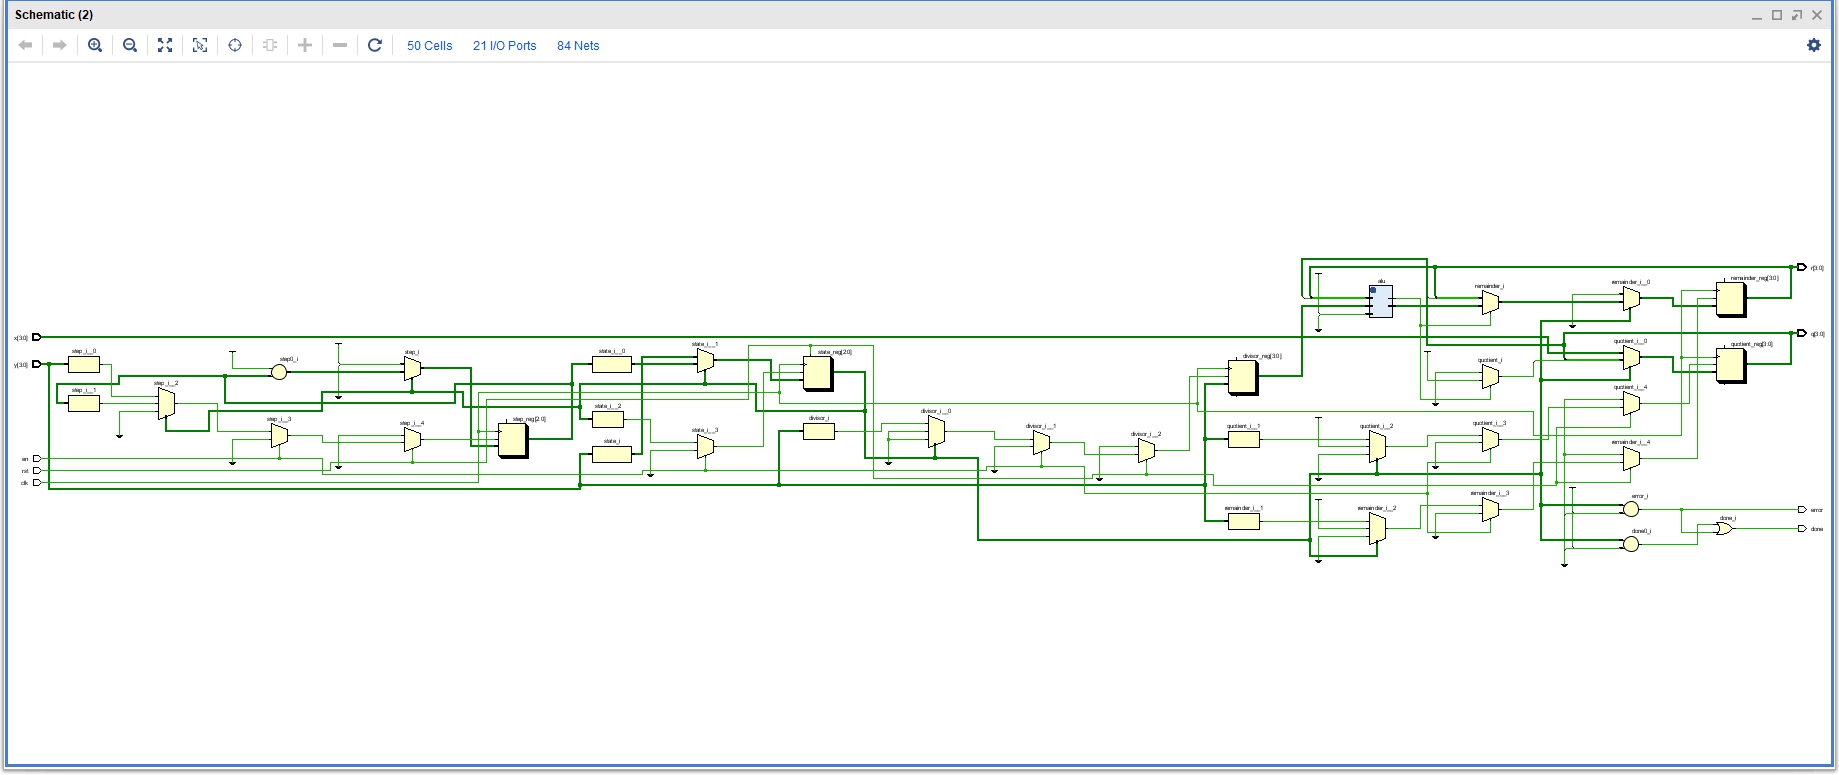 Schematic (2)
50 Cells 21 I/O Ports 84 Nets
x[3:0]
y[3:0]
en
rst
clk
step_i__0
step_i__1
step_i__2
step0_i
step_i__3
step_i
step_i__4
step_reg[2:0]
state_i__0
state_i__2
state_i
state_i__1
state_i__3
state_reg[2:0]
divisor_i
divisor_i__0
divisor_i__1
divisor_i__2
divisor_reg[3:0]
quotient_i__1
remainder_i__1
alu
quotient_i__2
remainder_i__2
remainder_i
quotient_i
quotient_i__3
remainder_i__3
remainder_i__0
quotient_i__0
quotient_i__4
remainder_i__4
error_i
done0_i
remainder_reg[3:0]
quotient_reg[3:0]
done_i
r[3:0]
q[3:0]
error
done